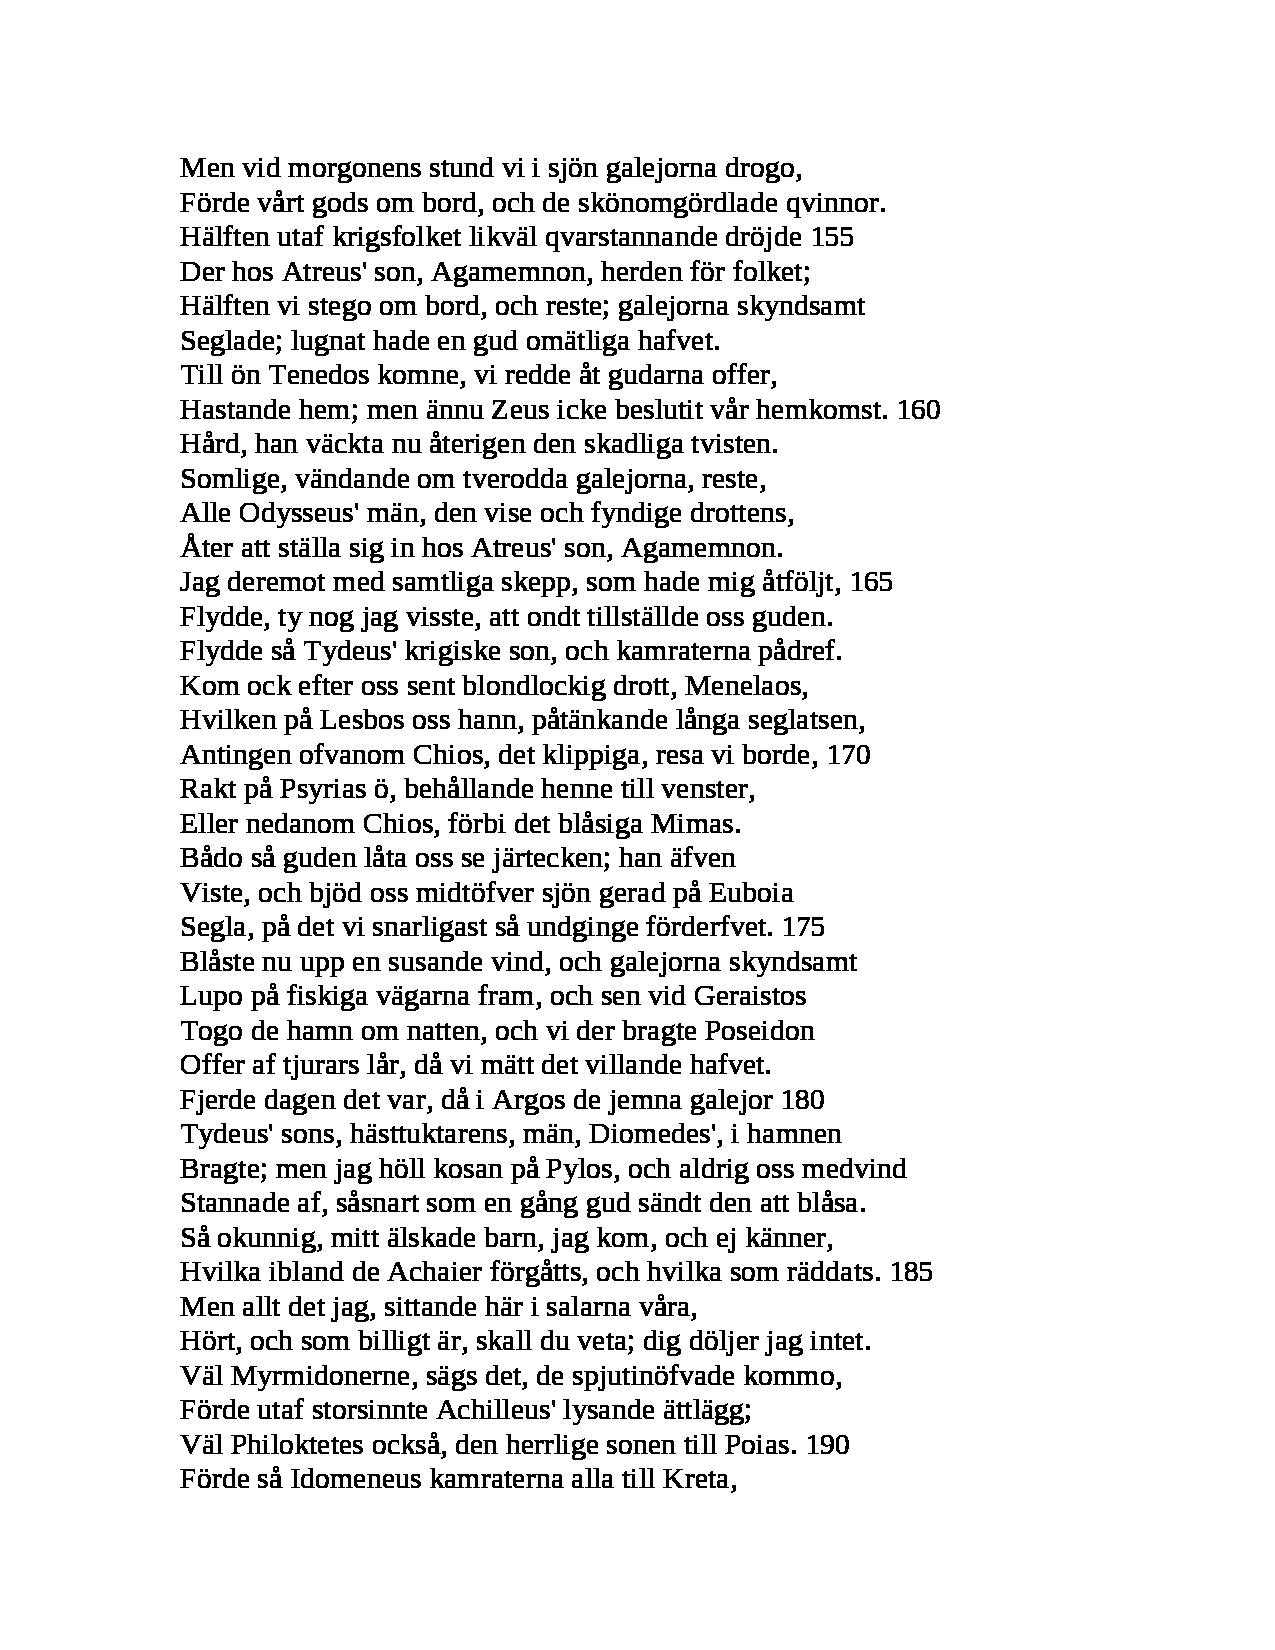 Men vid morgonens stund vi i sjön galejorna drogo,
Förde vårt gods om bord, och de skönomgördlade qvinnor.
Hälften utaf krigsfolket likväl qvarstannande dröjde 155
Der hos Atreus' son, Agamemnon, herden för folket;
Hälften vi stego om bord, och reste; galejorna skyndsamt
Seglade; lugnat hade en gud omätliga hafvet.
Till ön Tenedos komne, vi redde åt gudarna offer,
Hastande hem; men ännu Zeus icke beslutit vår hemkomst. 160
Hård, han väckta nu återigen den skadliga tvisten.
Somlige, vändande om tverodda galejorna, reste,
Alle Odysseus' män, den vise och fyndige drottens,
Åter att ställa sig in hos Atreus' son, Agamemnon.
Jag deremot med samtliga skepp, som hade mig åtföljt, 165
Flydde, ty nog jag visste, att ondt tillställde oss guden.
Flydde så Tydeus' krigiske son, och kamraterna pådref.
Kom ock efter oss sent blondlockig drott, Menelaos,
Hvilken på Lesbos oss hann, påtänkande långa seglatsen,
Antingen ofvanom Chios, det klippiga, resa vi borde, 170
Rakt på Psyrias ö, behållande henne till venster,
Eller nedanom Chios, förbi det blåsiga Mimas.
Bådo så guden låta oss se järtecken; han äfven
Viste, och bjöd oss midtöfver sjön gerad på Euboia
Segla, på det vi snarligast så undginge förderfvet. 175
Blåste nu upp en susande vind, och galejorna skyndsamt
Lupo på fiskiga vägarna fram, och sen vid Geraistos
Togo de hamn om natten, och vi der bragte Poseidon
Offer af tjurars lår, då vi mätt det villande hafvet.
Fjerde dagen det var, då i Argos de jemna galejor 180
Tydeus' sons, hästtuktarens, män, Diomedes', i hamnen
Bragte; men jag höll kosan på Pylos, och aldrig oss medvind
Stannade af, såsnart som en gång gud sändt den att blåsa.
Så okunnig, mitt älskade barn, jag kom, och ej känner,
Hvilka ibland de Achaier förgåtts, och hvilka som räddats. 185
Men allt det jag, sittande här i salarna våra,
Hört, och som billigt är, skall du veta; dig döljer jag intet.
Väl Myrmidonerne, sägs det, de spjutinöfvade kommo,
Förde utaf storsinnte Achilleus' lysande ättlägg;
Väl Philoktetes också, den herrlige sonen till Poias. 190
Förde så Idomeneus kamraterna alla till Kreta,